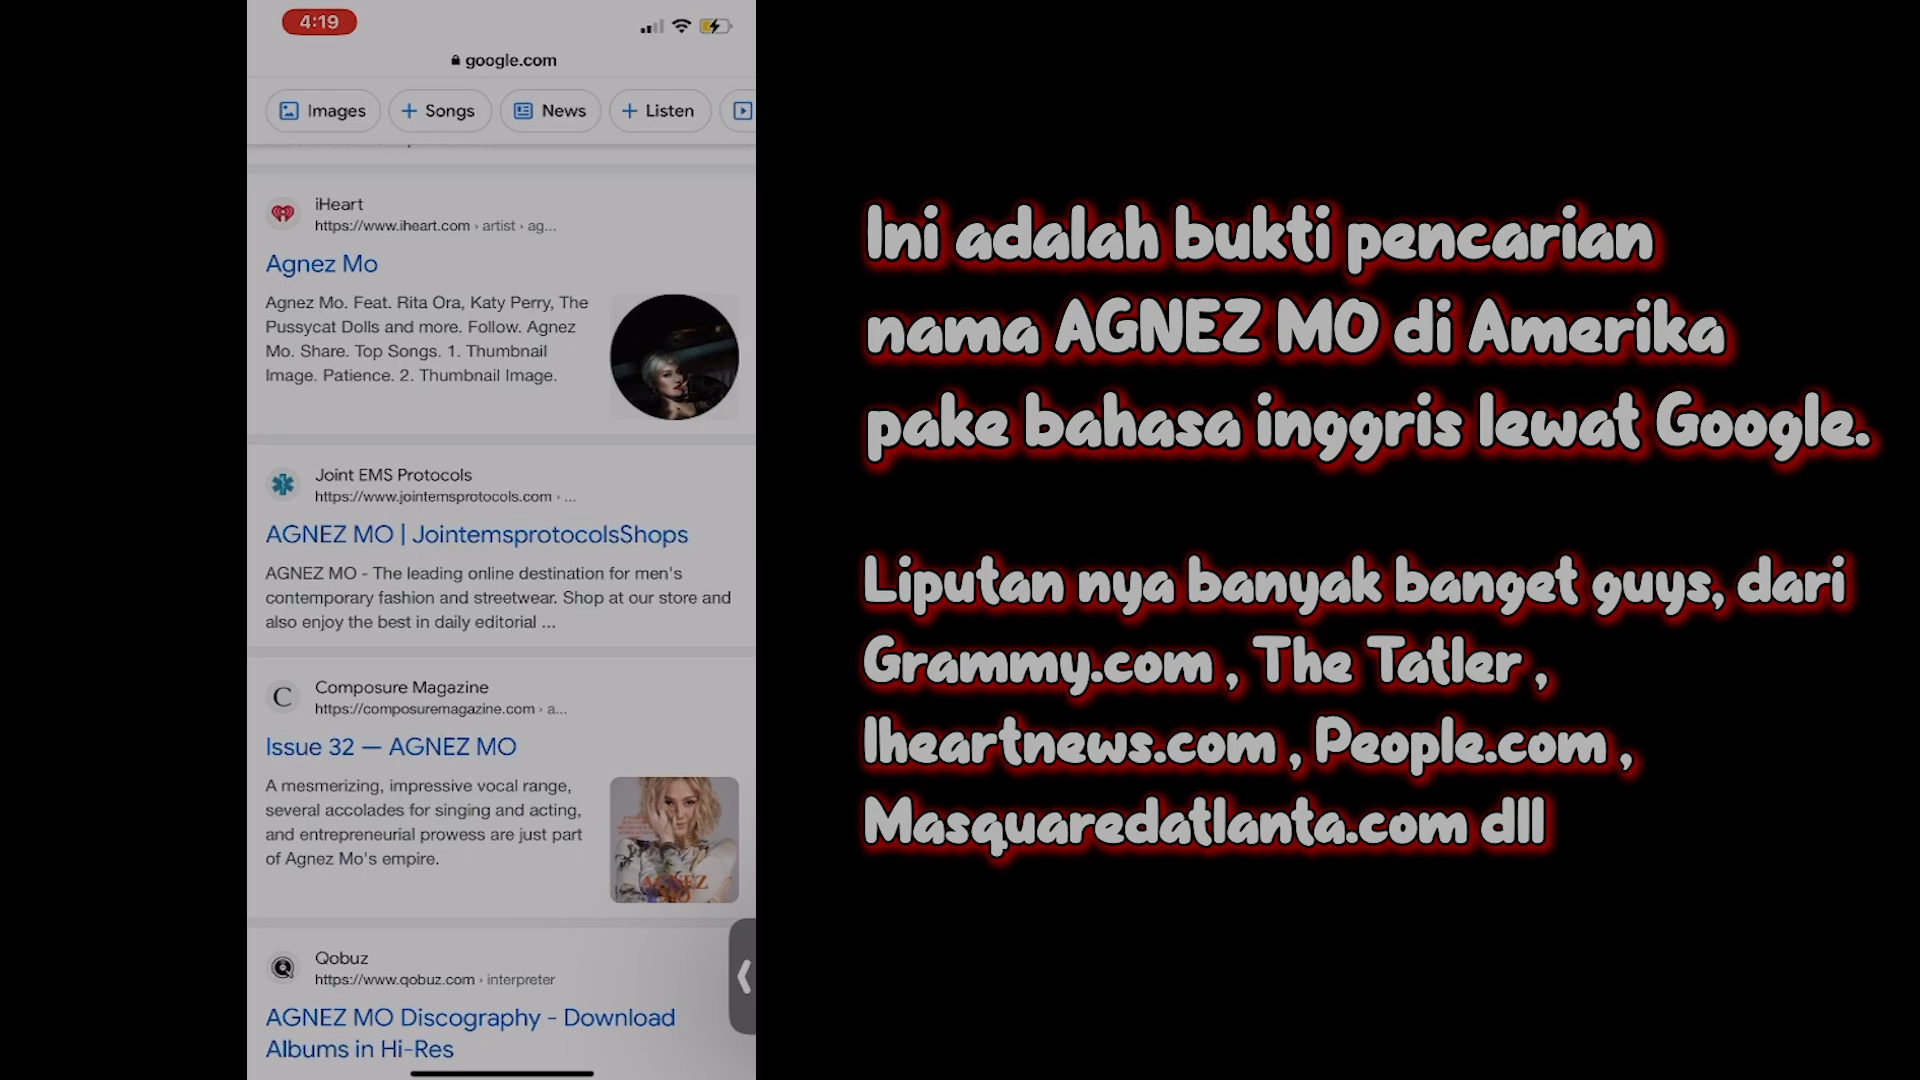 4:19
google.com
Images
Songs
News
Listen
iHeart
https://www.iheart.com › artist › ag...
Agnez Mo
Agnez Mo. Feat. Rita Ora, Katy Perry, The
Pussycat Dolls and more. Follow. Agnez
Mo. Share. Top Songs. 1. Thumbnail
Image. Patience. 2. Thumbnail Image.
Joint EMS Protocols
https://www.jointemsprotocols.com › ...
AGNEZ MO | JointemsprotocolsShops
AGNEZ MO - The leading online destination for men's
contemporary fashion and streetwear. Shop at our store and
also enjoy the best in daily editorial ...
C
Composure Magazine
https://composuremagazine.com › a...
Issue 32 — AGNEZ MO
A mesmerizing, impressive vocal range,
several accolades for singing and acting,
and entrepreneurial prowess are just part
of Agnez Mo's empire.
AGNEZ
MO
Qobuz
https://www.qobuz.com › interpreter
AGNEZ MO Discography - Download
Albums in Hi-Res
Ini adalah bukti pencarian
nama AGNEZ MO di Amerika
pake bahasa inggris lewat Google.
Liputan nya banyak banget guys, dari
Grammy.com , The Tatler ,
Iheartnews.com , People.com ,
Masquaredatlanta.com dll